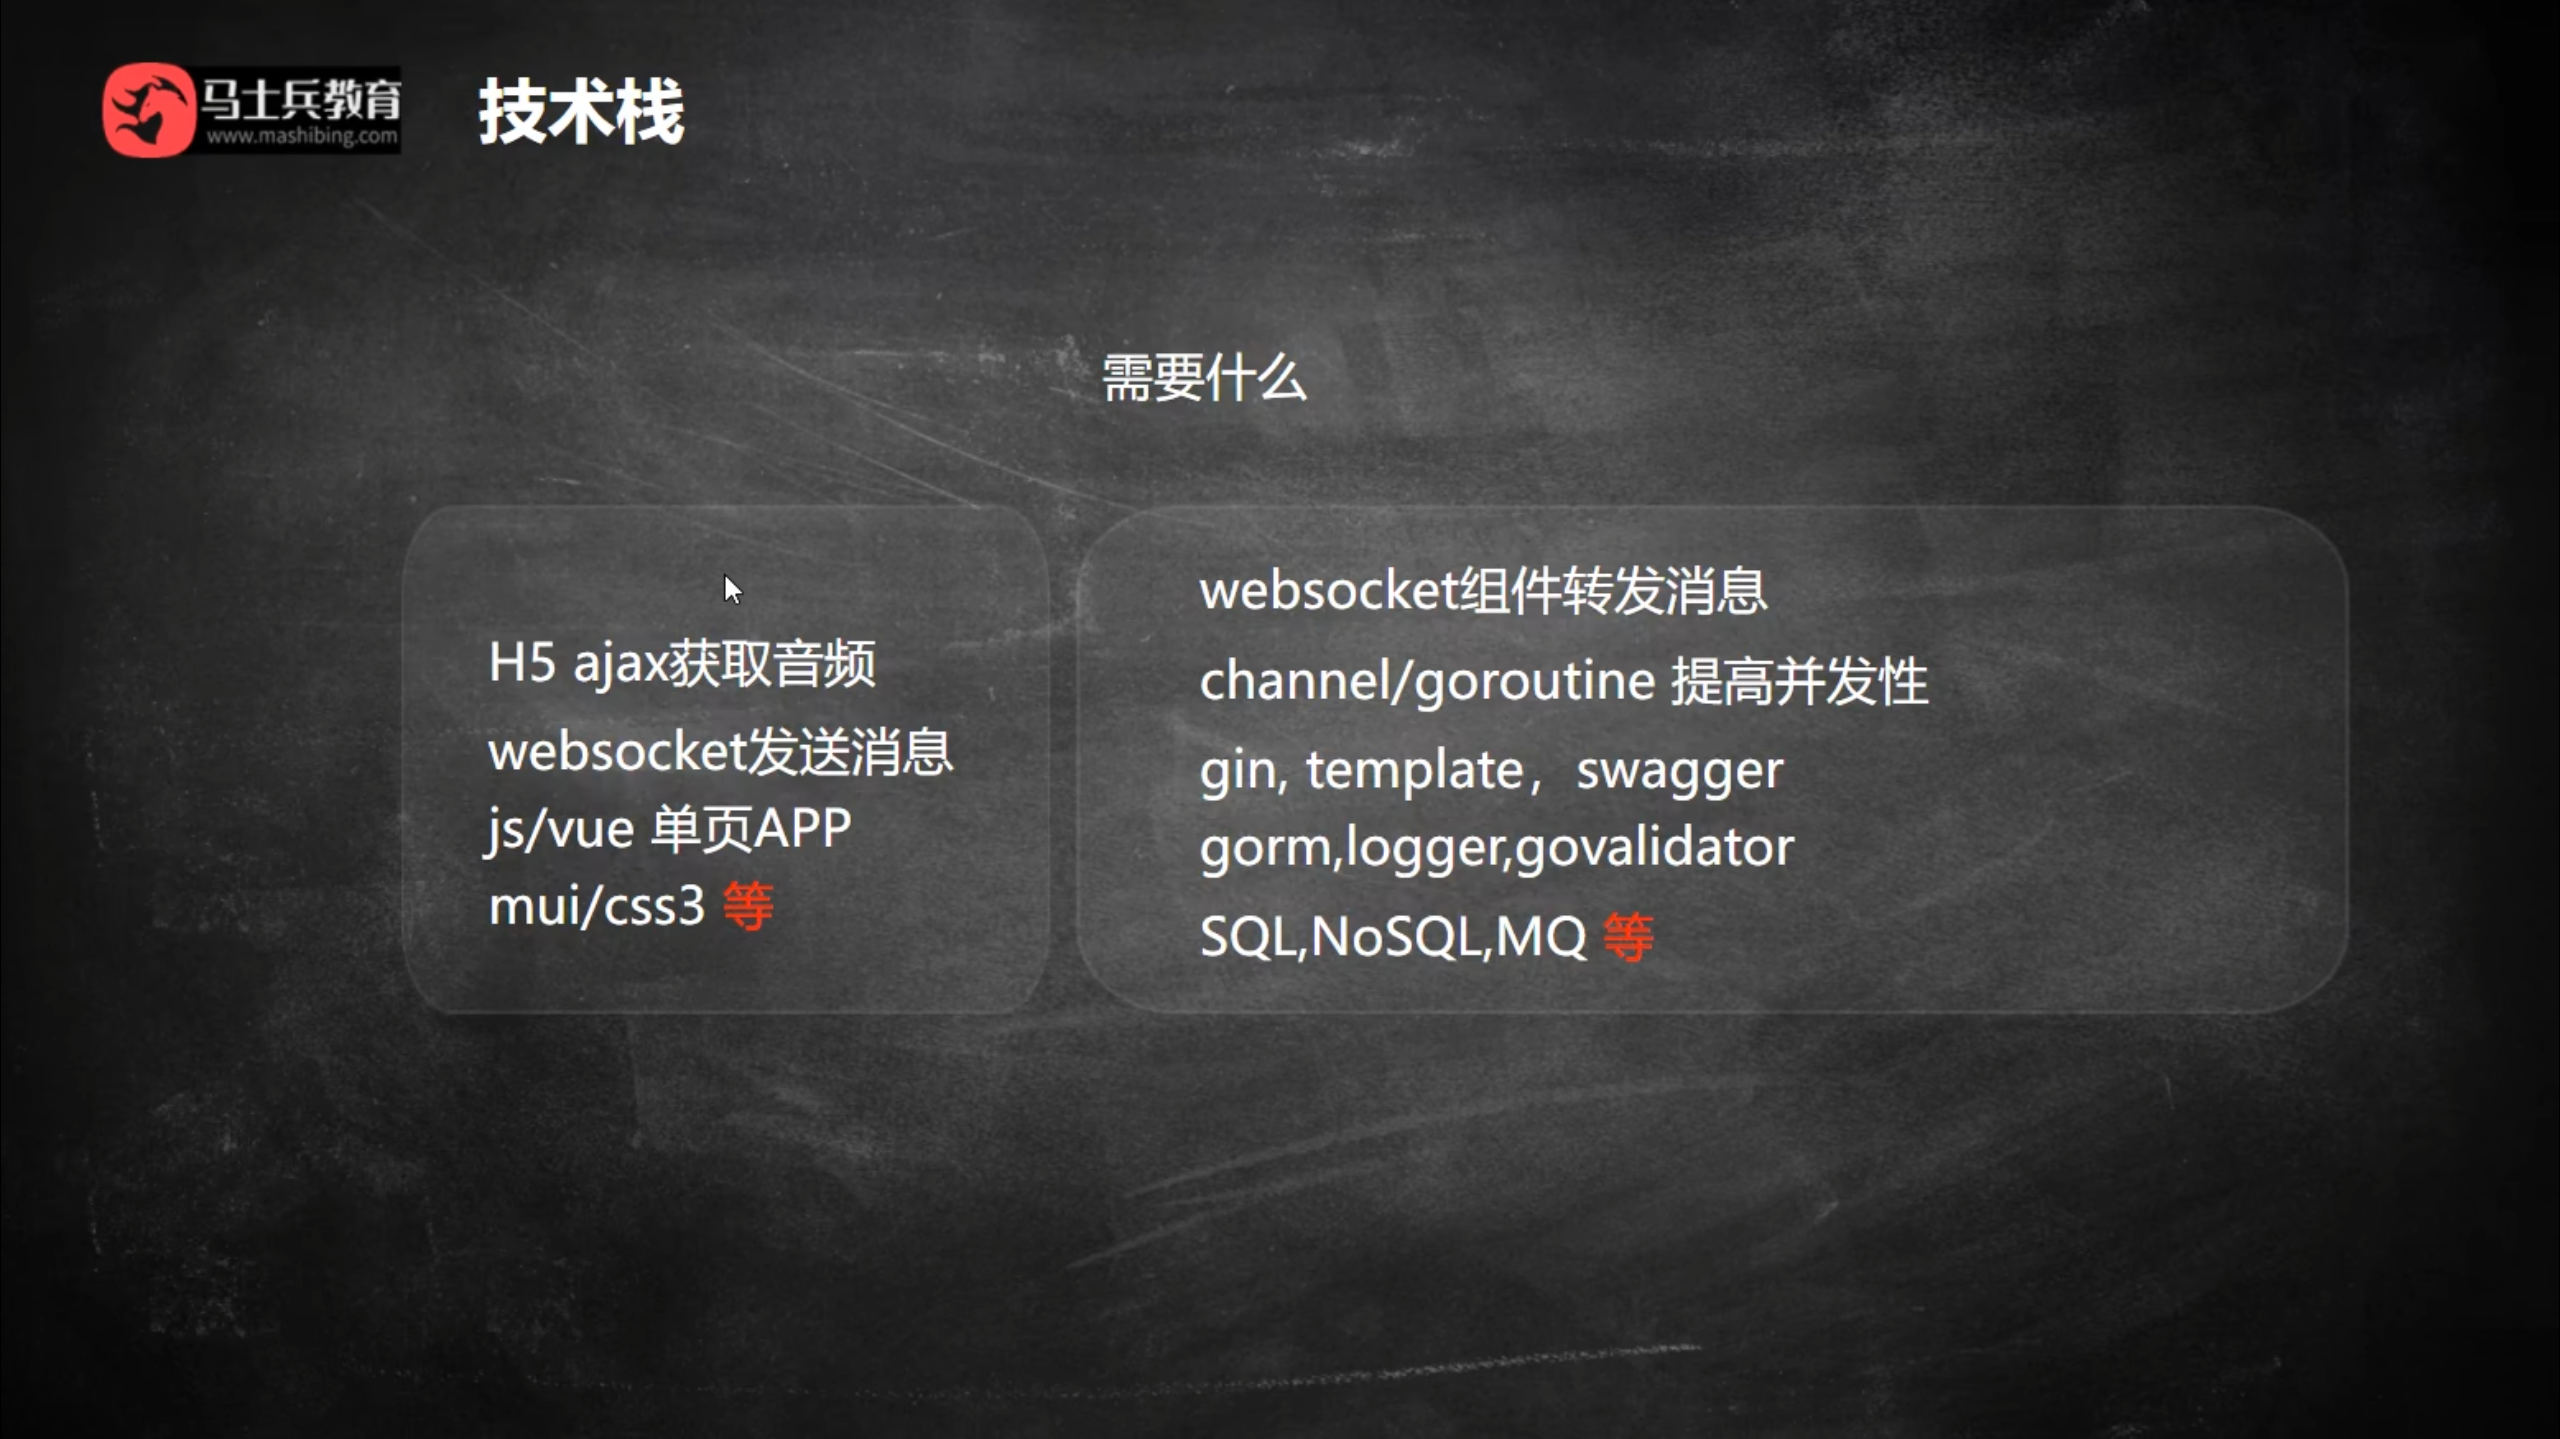 马士兵教育
www.mashibing.com
技术栈
需要什么
H5 ajax获取音频
websocket发送消息
js/vue 单页APP
mui/css3 等
websocket组件转发消息
channel/goroutine 提高并发性
gin, template，swagger
gorm,logger,govalidator
SQL,NoSQL,MQ 等